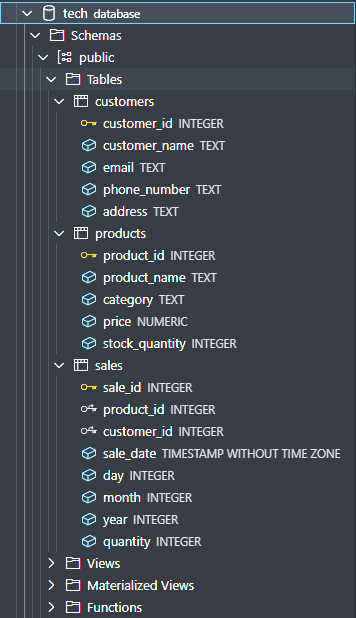 tech database
Schemas
public
Tables
customers
customer_id INTEGER
customer_name TEXT
email TEXT
phone_number TEXT
address TEXT
products
product_id INTEGER
product_name TEXT
category TEXT
price NUMERIC
stock_quantity INTEGER
sales
sale_id INTEGER
product_id INTEGER
customer_id INTEGER
sale_date TIMESTAMP WITHOUT TIME ZONE
day INTEGER
month INTEGER
year INTEGER
quantity INTEGER
Views
Materialized Views
Functions